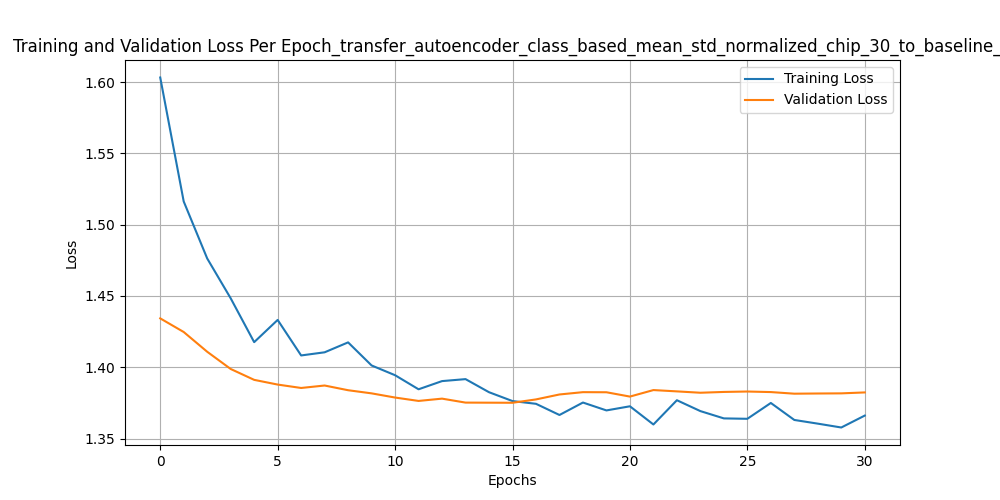 Training and Validation Loss Per Epoch_transfer_autoencoder_class_based_mean_std_normalized_chip_30_to_baseline_
Training Loss
Validation Loss
1.60
1.55
1.50
1.45
1.40
1.35
Loss
0
5
10
15
20
25
30
Epochs